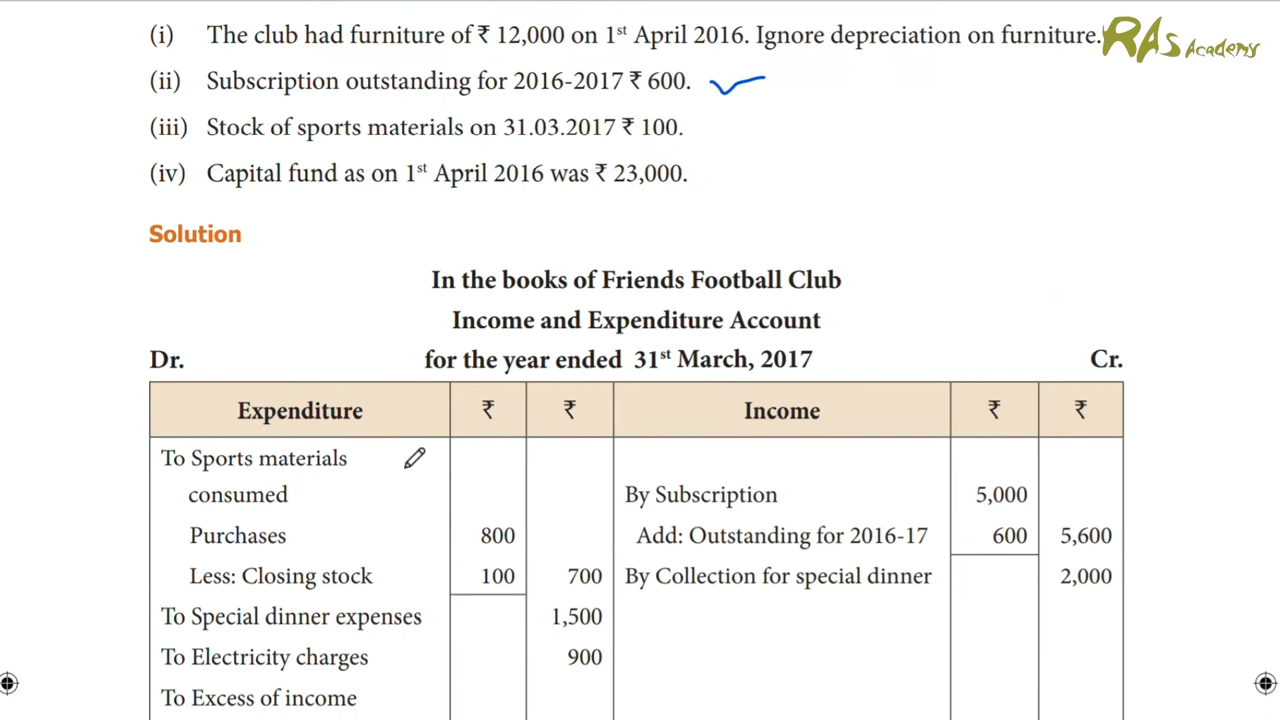 (i) The club had furniture of ₹ 12,000 on 1st April 2016. Ignore depreciation on furniture.
RAS Academy
(ii) Subscription outstanding for 2016-2017 ₹ 600.
(iii) Stock of sports materials on 31.03.2017 ₹ 100.
(iv) Capital fund as on 1st April 2016 was ₹ 23,000.
Solution
In the books of Friends Football Club
Income and Expenditure Account
Dr. for the year ended 31st March, 2017 Cr.
Expenditure ₹ ₹ Income ₹ ₹
To Sports materials
consumed By Subscription 5,000
Purchases 800 Add: Outstanding for 2016-17 600 5,600
Less: Closing stock 100 700 By Collection for special dinner 2,000
To Special dinner expenses 1,500
To Electricity charges 900
To Excess of income